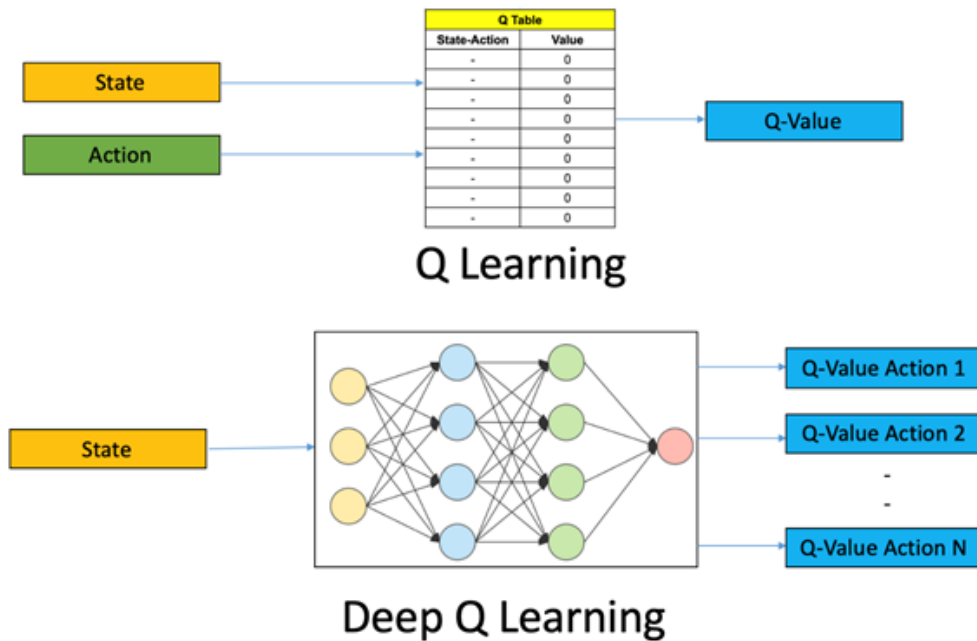 Q Table
State-Action Value
- 0
- 0
- 0
- 0
- 0
- 0
- 0
- 0
- 0
State
Action
Q-Value
Q Learning
State
Q-Value Action 1
Q-Value Action 2
-
-
Q-Value Action N
Deep Q Learning